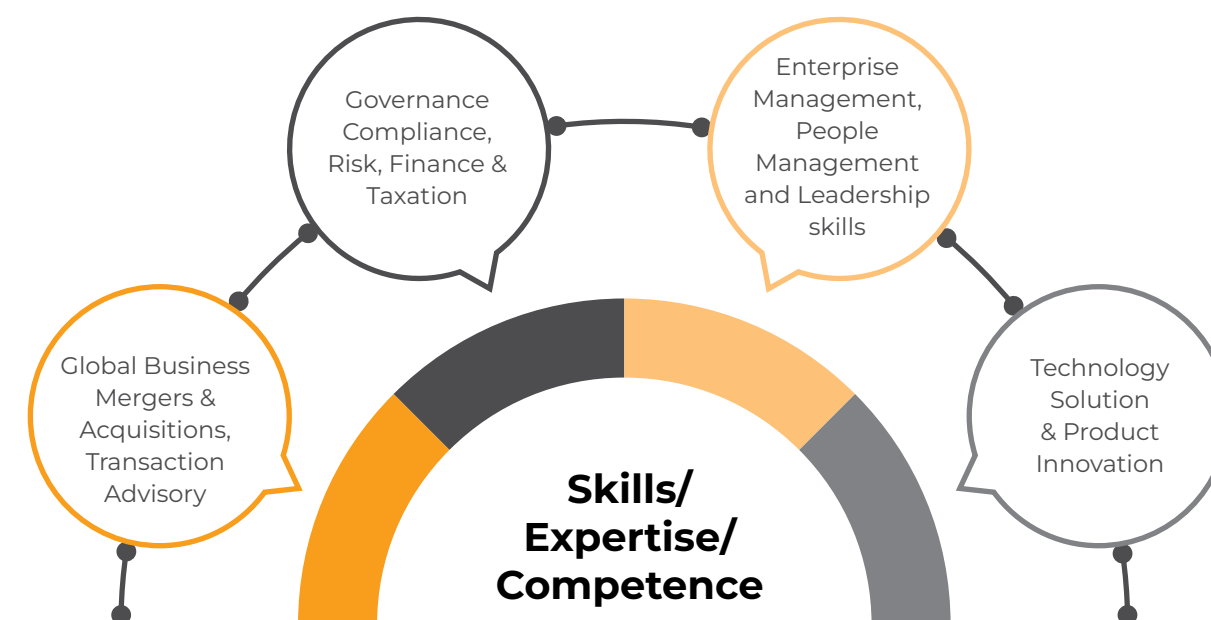 Governance
Compliance,
Risk, Finance &
Taxation
Enterprise
Management,
People
Management
and Leadership
skills
Global Business
Mergers &
Acquisitions,
Transaction
Advisory
Technology
Solution
& Product
Innovation
Skills/
Expertise/
Competence